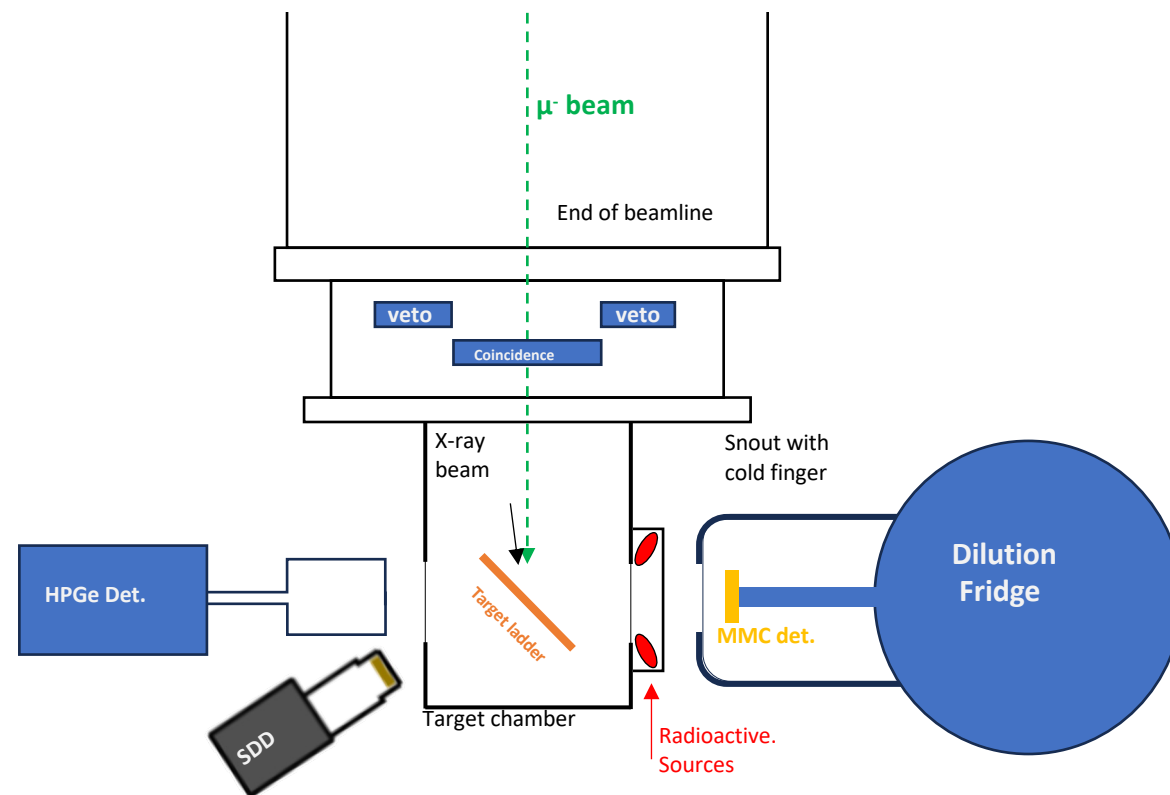 μ- beam
End of beamline
veto
veto
Coincidence
X-ray
beam
Snout with
cold finger
HPGe Det.
Target ladder
Dilution
Fridge
MMC det.
SDD
Target chamber
Radioactive.
Sources